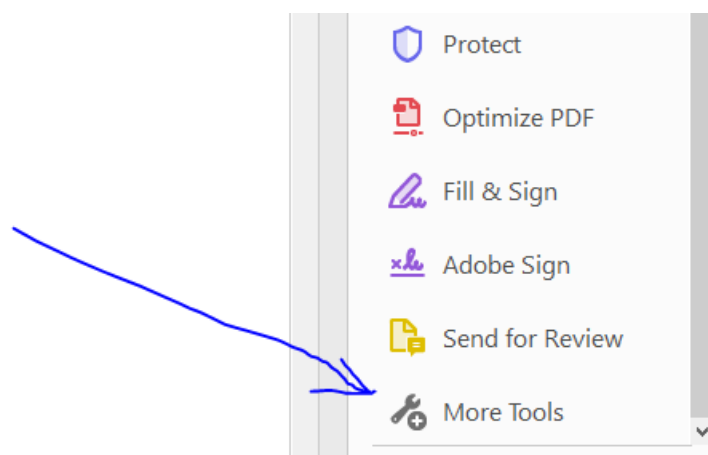 Protect
Optimize PDF
Fill & Sign
Adobe Sign
Send for Review
More Tools